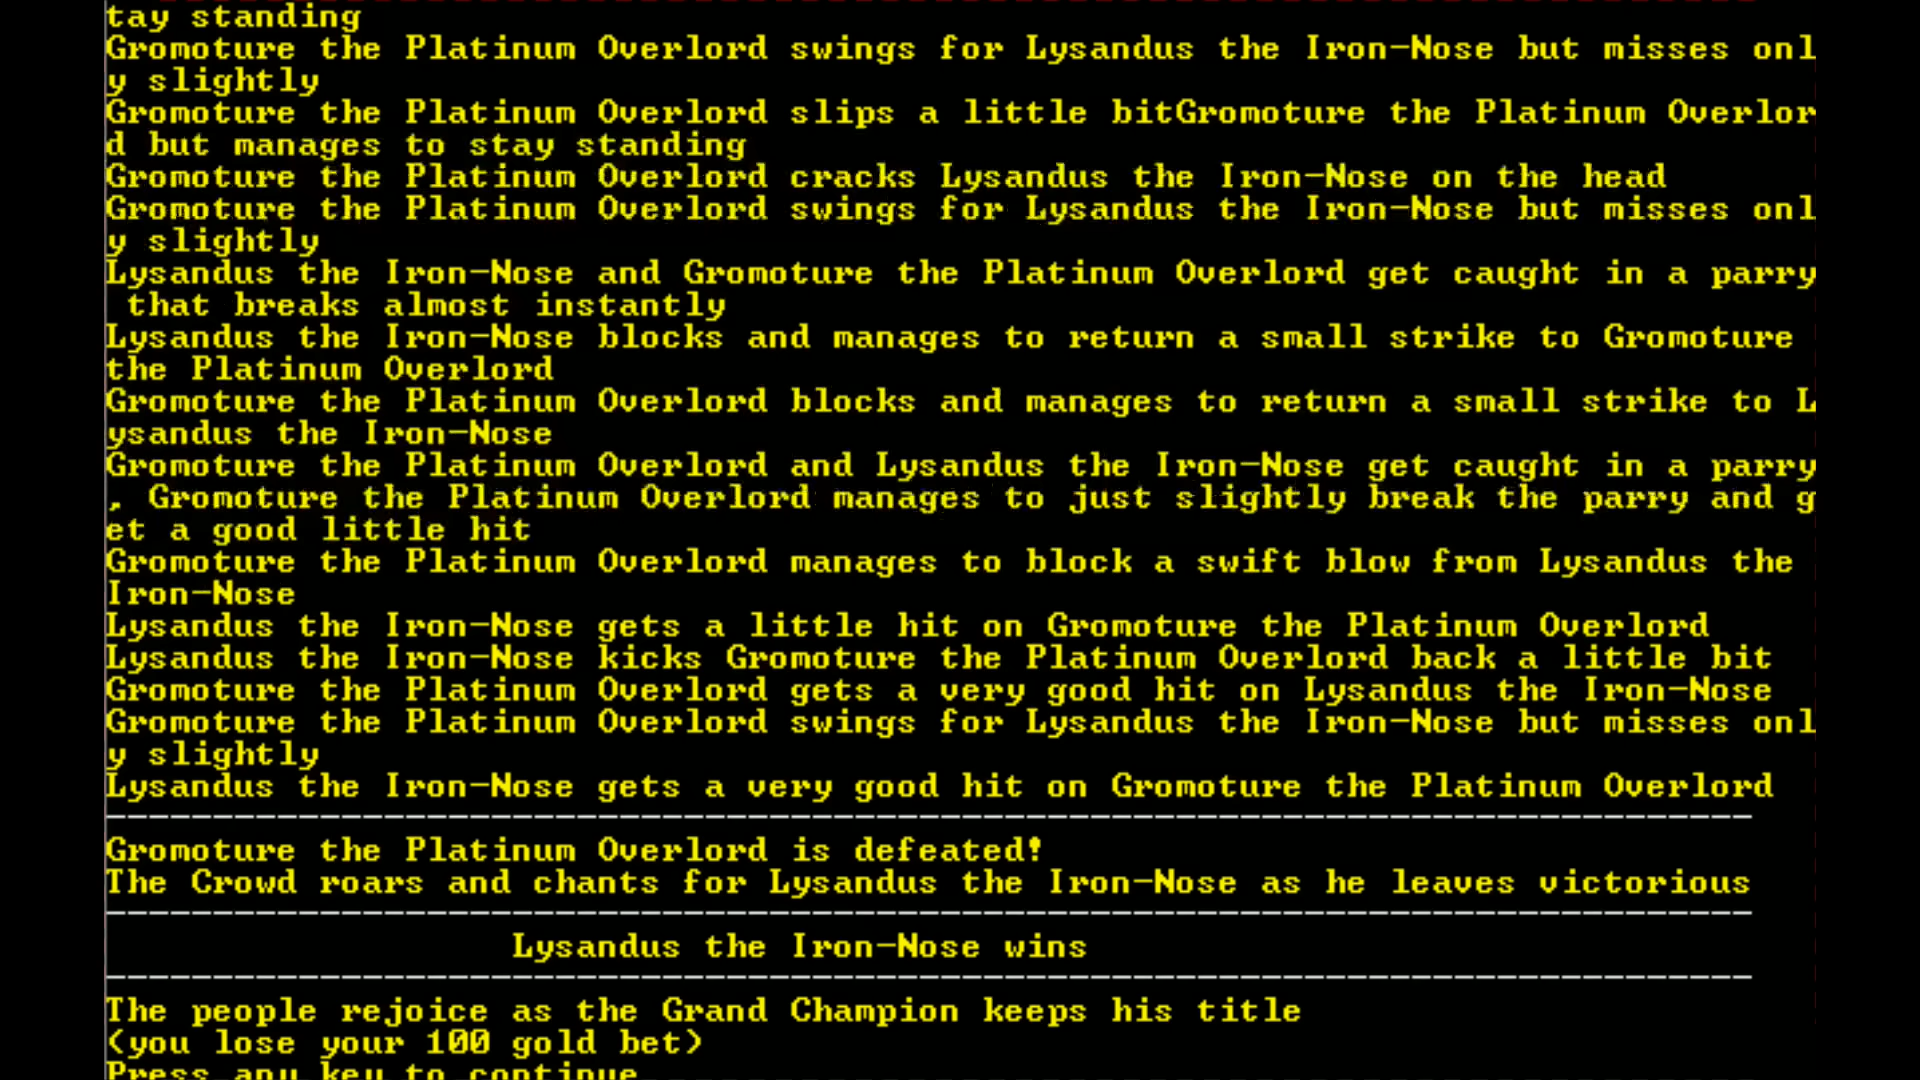 tay standing
Gromoture the Platinum Overlord swings for Lysandus the Iron-Nose but misses onl
y slightly
Gromoture the Platinum Overlord slips a little bitGromoture the Platinum Overlor
d but manages to stay standing
Gromoture the Platinum Overlord cracks Lysandus the Iron-Nose on the head
Gromoture the Platinum Overlord swings for Lysandus the Iron-Nose but misses onl
y slightly
Lysandus the Iron-Nose and Gromoture the Platinum Overlord get caught in a parry
 that breaks almost instantly
Lysandus the Iron-Nose blocks and manages to return a small strike to Gromoture
the Platinum Overlord
Gromoture the Platinum Overlord blocks and manages to return a small strike to L
ysandus the Iron-Nose
Gromoture the Platinum Overlord and Lysandus the Iron-Nose get caught in a parry
, Gromoture the Platinum Overlord manages to just slightly break the parry and g
et a good little hit
Gromoture the Platinum Overlord manages to block a swift blow from Lysandus the
Iron-Nose
Lysandus the Iron-Nose gets a little hit on Gromoture the Platinum Overlord
Lysandus the Iron-Nose kicks Gromoture the Platinum Overlord back a little bit
Gromoture the Platinum Overlord gets a very good hit on Lysandus the Iron-Nose
Gromoture the Platinum Overlord swings for Lysandus the Iron-Nose but misses onl
y slightly
Lysandus the Iron-Nose gets a very good hit on Gromoture the Platinum Overlord
-----------------------------------------------------------------------------
Gromoture the Platinum Overlord is defeated!
The Crowd roars and chants for Lysandus the Iron-Nose as he leaves victorious
-----------------------------------------------------------------------------
Lysandus the Iron-Nose wins
-----------------------------------------------------------------------------
The people rejoice as the Grand Champion keeps his title
(you lose your 100 gold bet)
Press any key to continue